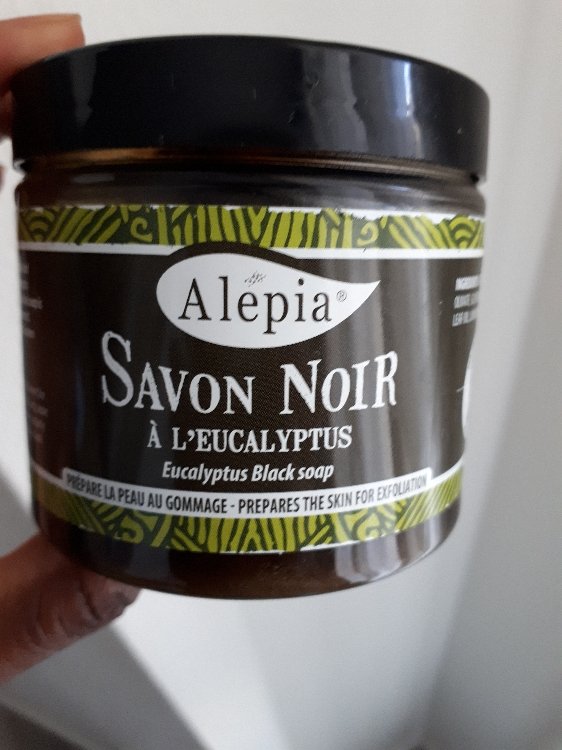 Alepia®
SAVON NOIR
À L'EUCALYPTUS
Eucalyptus Black soap
PRÉPARE LA PEAU AU GOMMAGE - PREPARES THE SKIN FOR EXFOLIATION